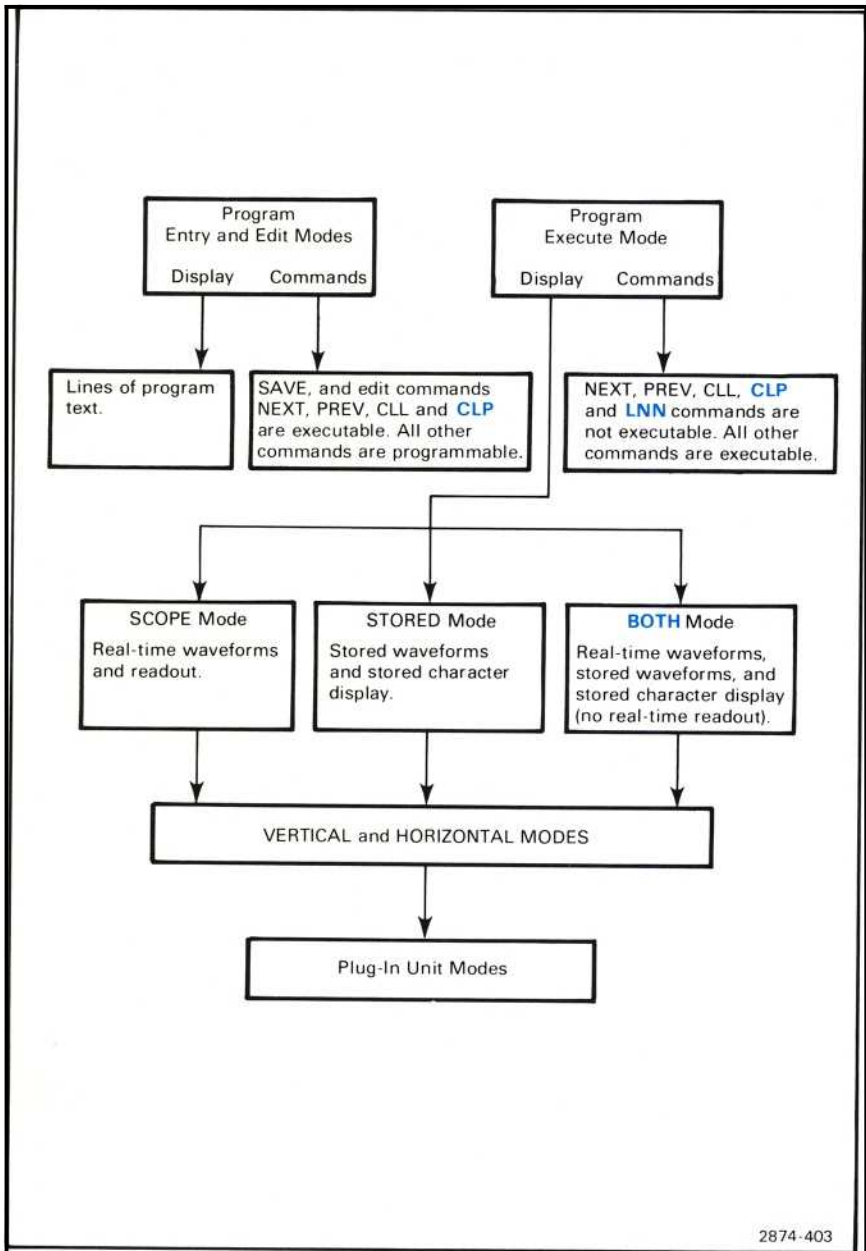 Program
Entry and Edit Modes
Display Commands
Program
Execute Mode
Display Commands
Lines of program
text.
SAVE, and edit commands
NEXT, PREV, CLL and CLP
are executable. All other
commands are programmable.
NEXT, PREV, CLL, CLP
and LNN commands are
not executable. All other
commands are executable.
SCOPE Mode
Real-time waveforms
and readout.
STORED Mode
Stored waveforms
and stored character
display.
BOTH Mode
Real-time waveforms,
stored waveforms, and
stored character display
(no real-time readout).
VERTICAL and HORIZONTAL MODES
Plug-In Unit Modes
2874-403